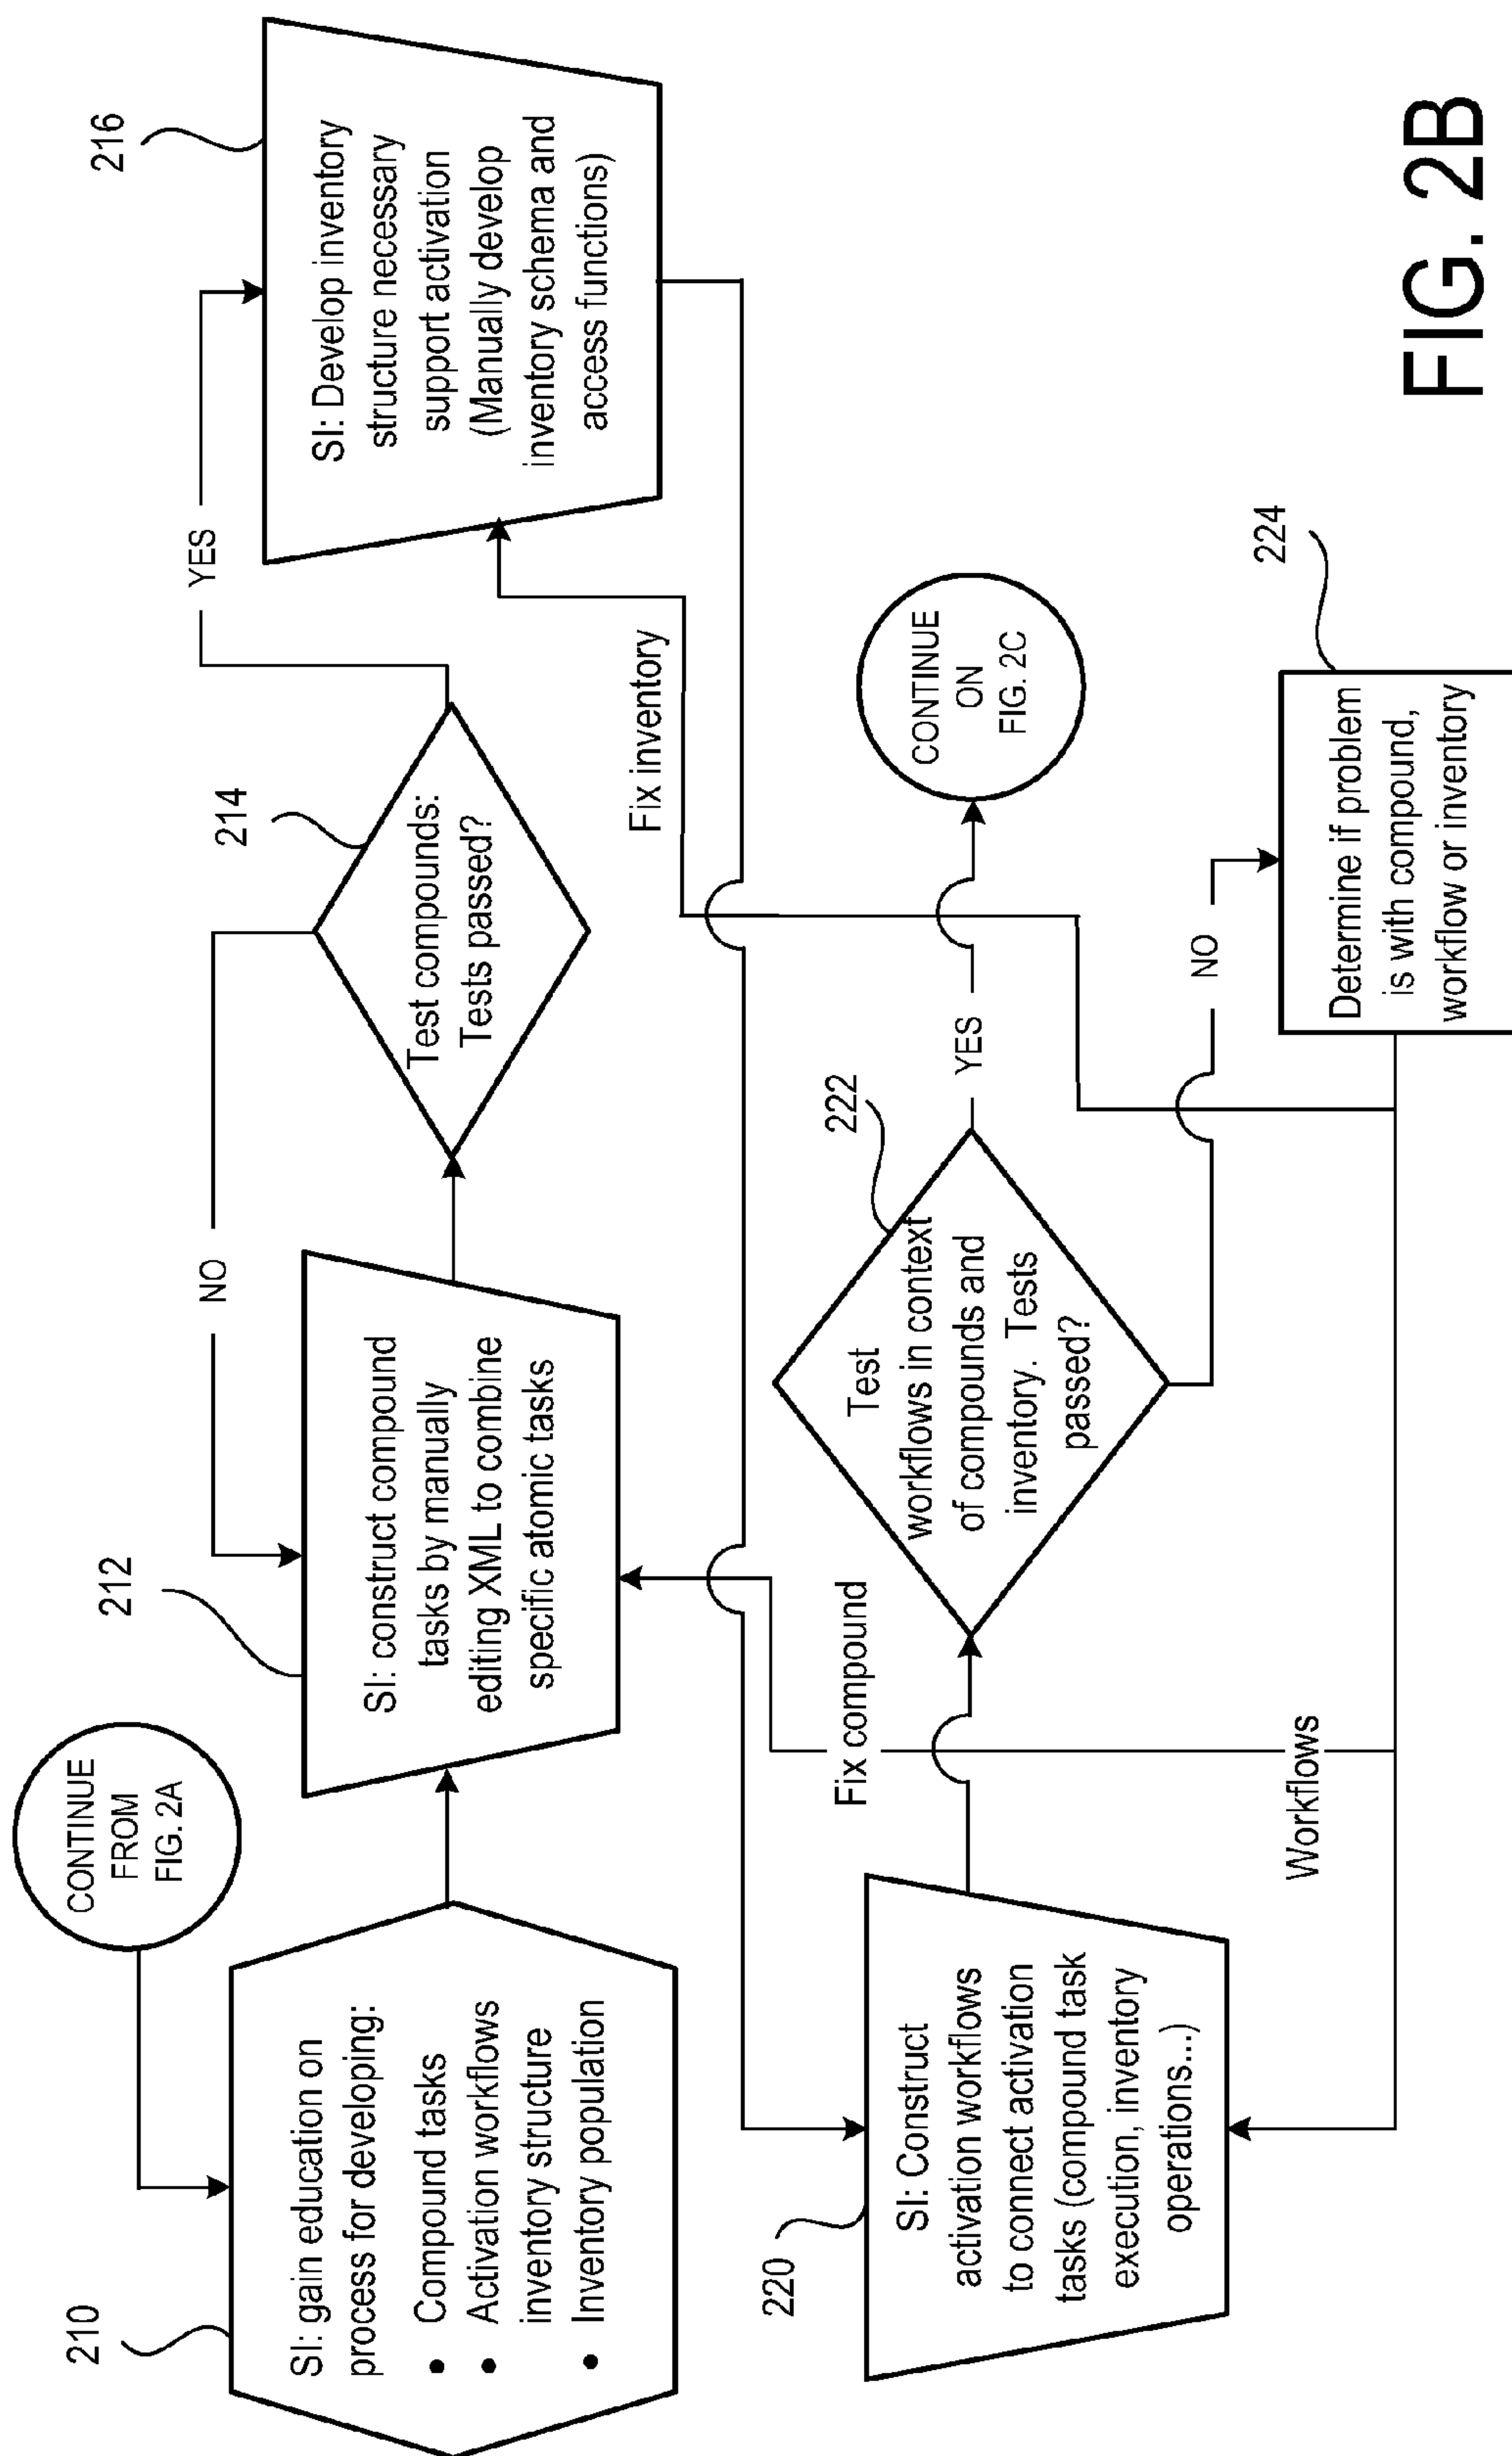 CONTINUE
FROM
FIG. 2A
210
SI: gain education on
process for developing:
• Compound tasks
• Activation workflows
inventory structure
• Inventory population
212
SI: construct compound
tasks by manually
editing XML to combine
specific atomic tasks
NO
214
Test compounds:
Tests passed?
YES
216
SI: Develop inventory
structure necessary
support activation
(Manually develop
inventory schema and
access functions)
Fix inventory
220
SI: Construct
activation workflows
to connect activation
tasks (compound task
execution, inventory
operations...)
Fix compound
Workflows
222
Test
workflows in context
of compounds and
inventory. Tests
passed?
YES
CONTINUE
ON
FIG. 2C
NO
224
Determine if problem
is with compound,
workflow or inventory
FIG. 2B